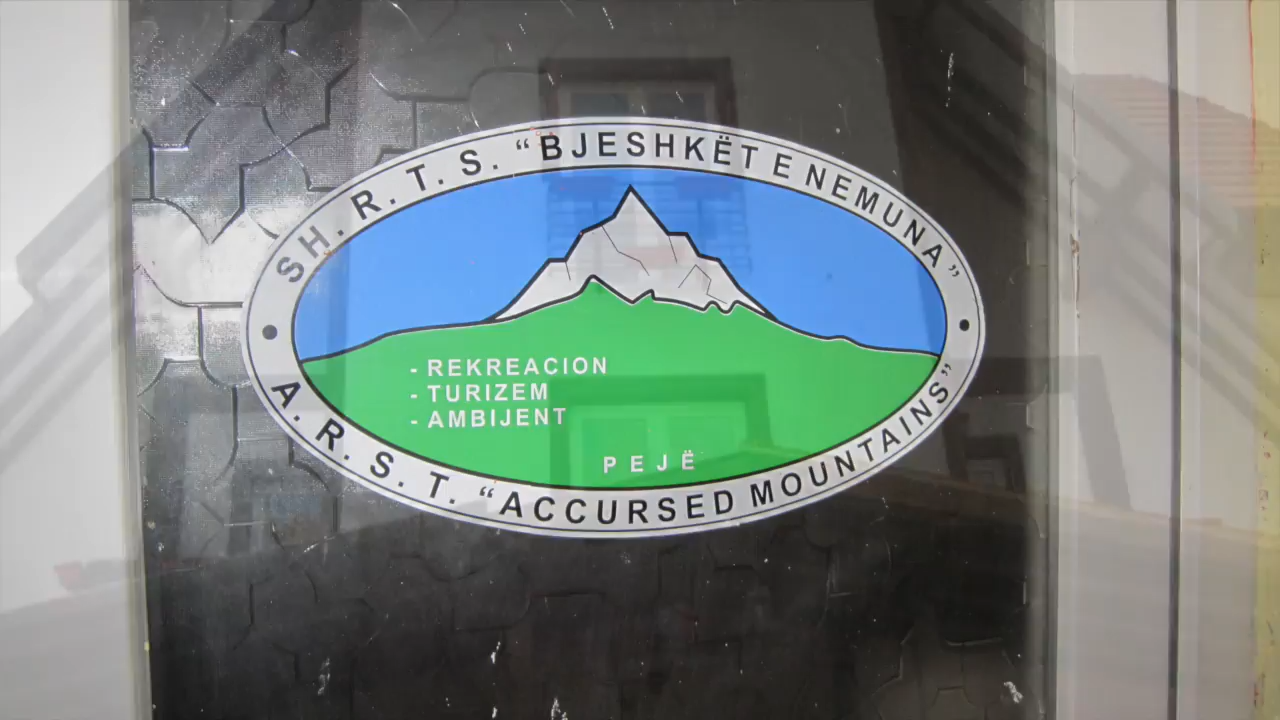 SH. R. T. S. “BJESHKËT E NEMUNA”
- REKREACION
- TURIZEM
- AMBIJENT
PEJË
A. R. S. T. “ACCURSED MOUNTAINS”